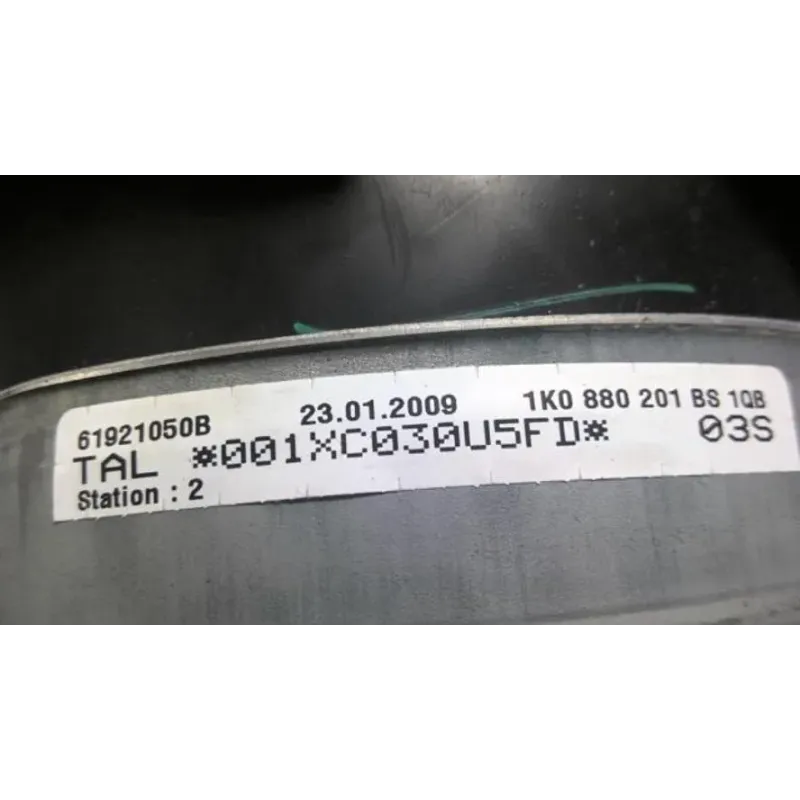 61921050B 23.01.2009 1K0 880 201 BS 1QB
TAL *001XC030U5FD* 03S
Station : 2